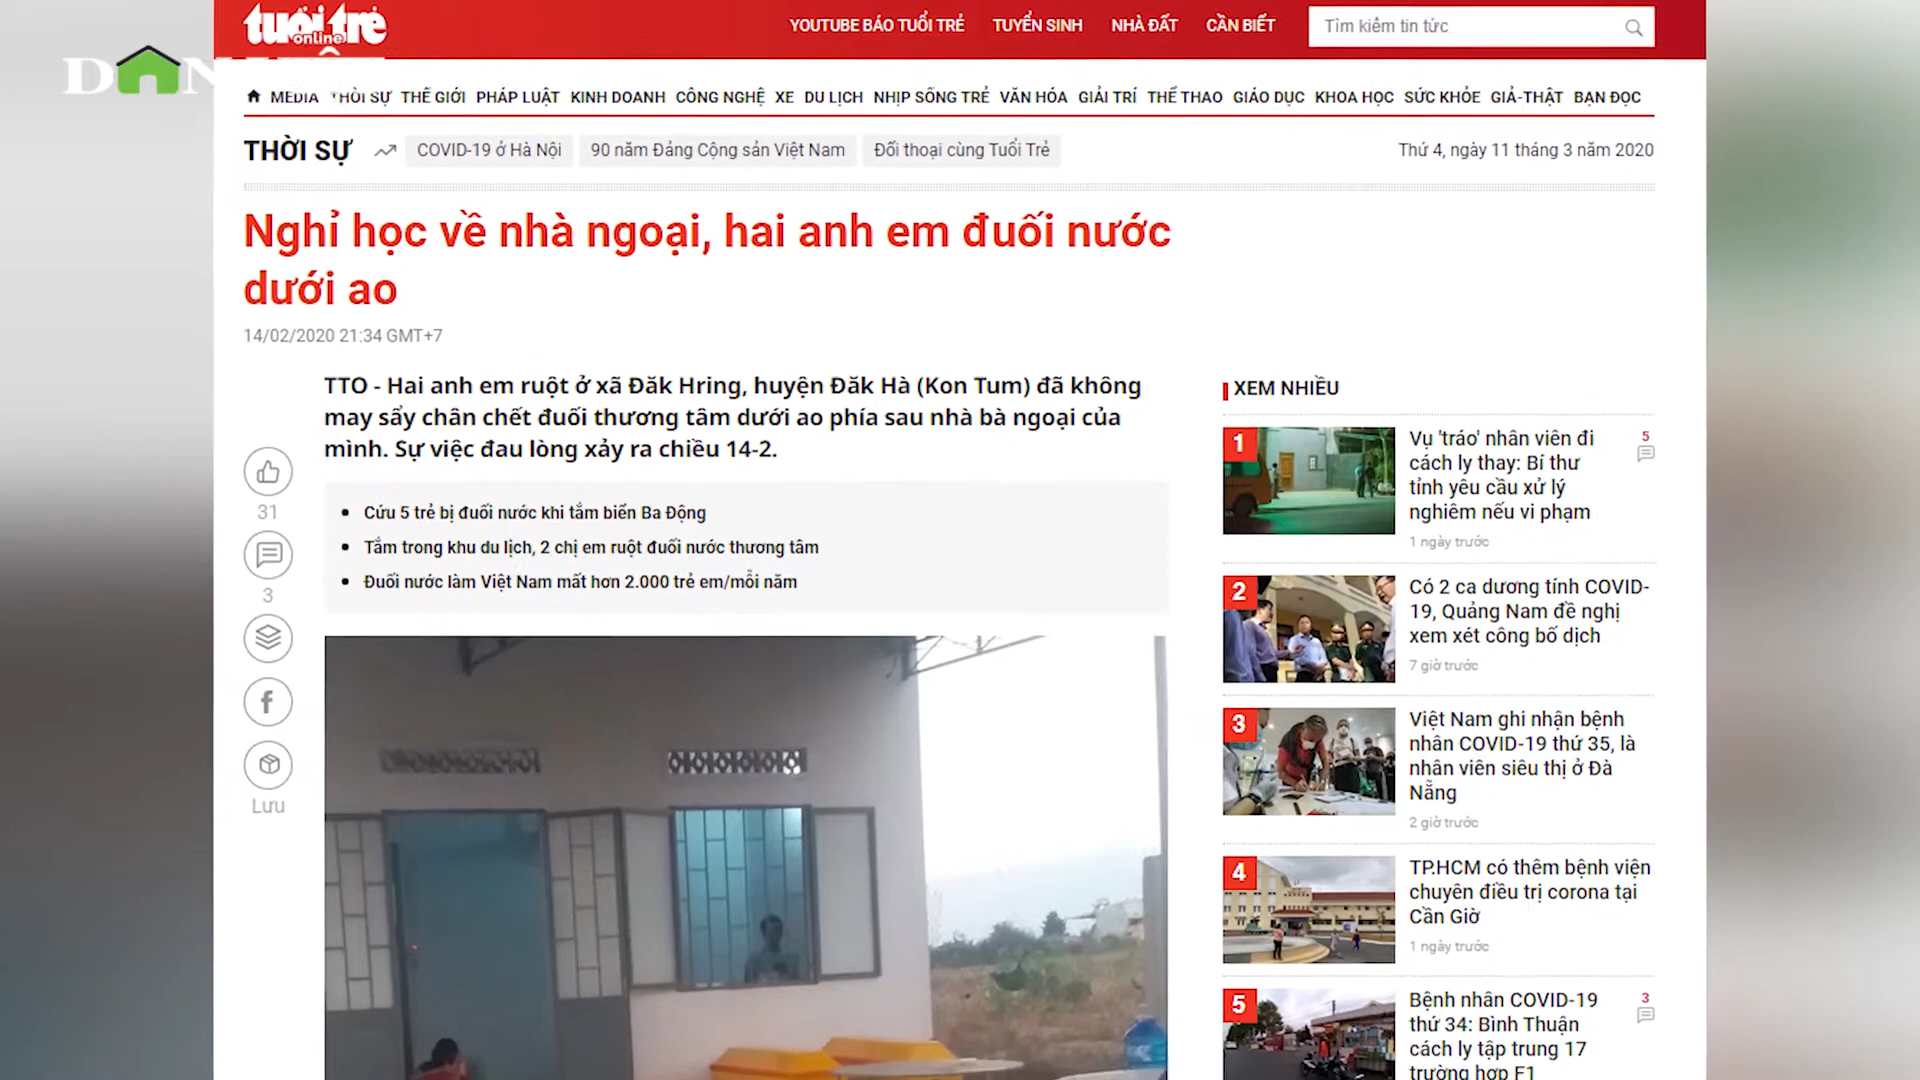 tuổi trẻ
online
YOUTUBE BÁO TUỔI TRẺ TUYỂN SINH NHÀ ĐẤT CẦN BIẾT
Tìm kiếm tin tức
MEDIA THỜI SỰ THẾ GIỚI PHÁP LUẬT KINH DOANH CÔNG NGHỆ XE DU LỊCH NHỊP SỐNG TRẺ VĂN HÓA GIẢI TRÍ THỂ THAO GIÁO DỤC KHOA HỌC SỨC KHỎE GIẢ-THẬT BẠN ĐỌC
THỜI SỰ COVID-19 ở Hà Nội 90 năm Đảng Cộng sản Việt Nam Đối thoại cùng Tuổi Trẻ
Thứ 4, ngày 11 tháng 3 năm 2020
Nghỉ học về nhà ngoại, hai anh em đuối nước
dưới ao
14/02/2020 21:34 GMT+7
TTO - Hai anh em ruột ở xã Đăk Hring, huyện Đăk Hà (Kon Tum) đã không
may sẩy chân chết đuối thương tâm dưới ao phía sau nhà bà ngoại của
mình. Sự việc đau lòng xảy ra chiều 14-2.
31
3
Lưu
Cứu 5 trẻ bị đuối nước khi tắm biển Ba Động
Tắm trong khu du lịch, 2 chị em ruột đuối nước thương tâm
Đuối nước làm Việt Nam mất hơn 2.000 trẻ em/mỗi năm
XEM NHIỀU
1
Vụ 'tráo' nhân viên đi
cách ly thay: Bí thư
tỉnh yêu cầu xử lý
nghiêm nếu vi phạm
5
1 ngày trước
2
Có 2 ca dương tính COVID-
19, Quảng Nam đề nghị
xem xét công bố dịch
7 giờ trước
3
Việt Nam ghi nhận bệnh
nhân COVID-19 thứ 35, là
nhân viên siêu thị ở Đà
Nẵng
2 giờ trước
4
TP.HCM có thêm bệnh viện
chuyên điều trị corona tại
Cần Giờ
1 ngày trước
5
Bệnh nhân COVID-19
thứ 34: Bình Thuận
cách ly tập trung 17
trường hợp F1
3